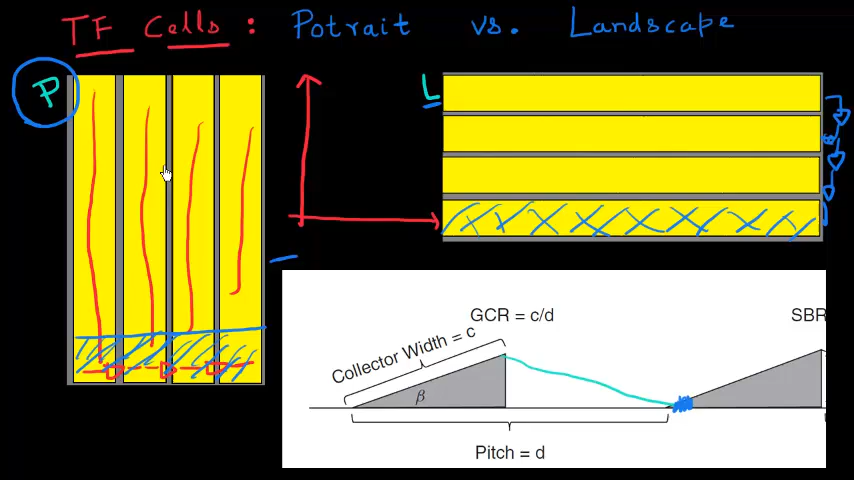 TF Cells : Potrait vs. Landscape
P
L
GCR = c/d
SBR
Collector Width = c
β
Pitch = d